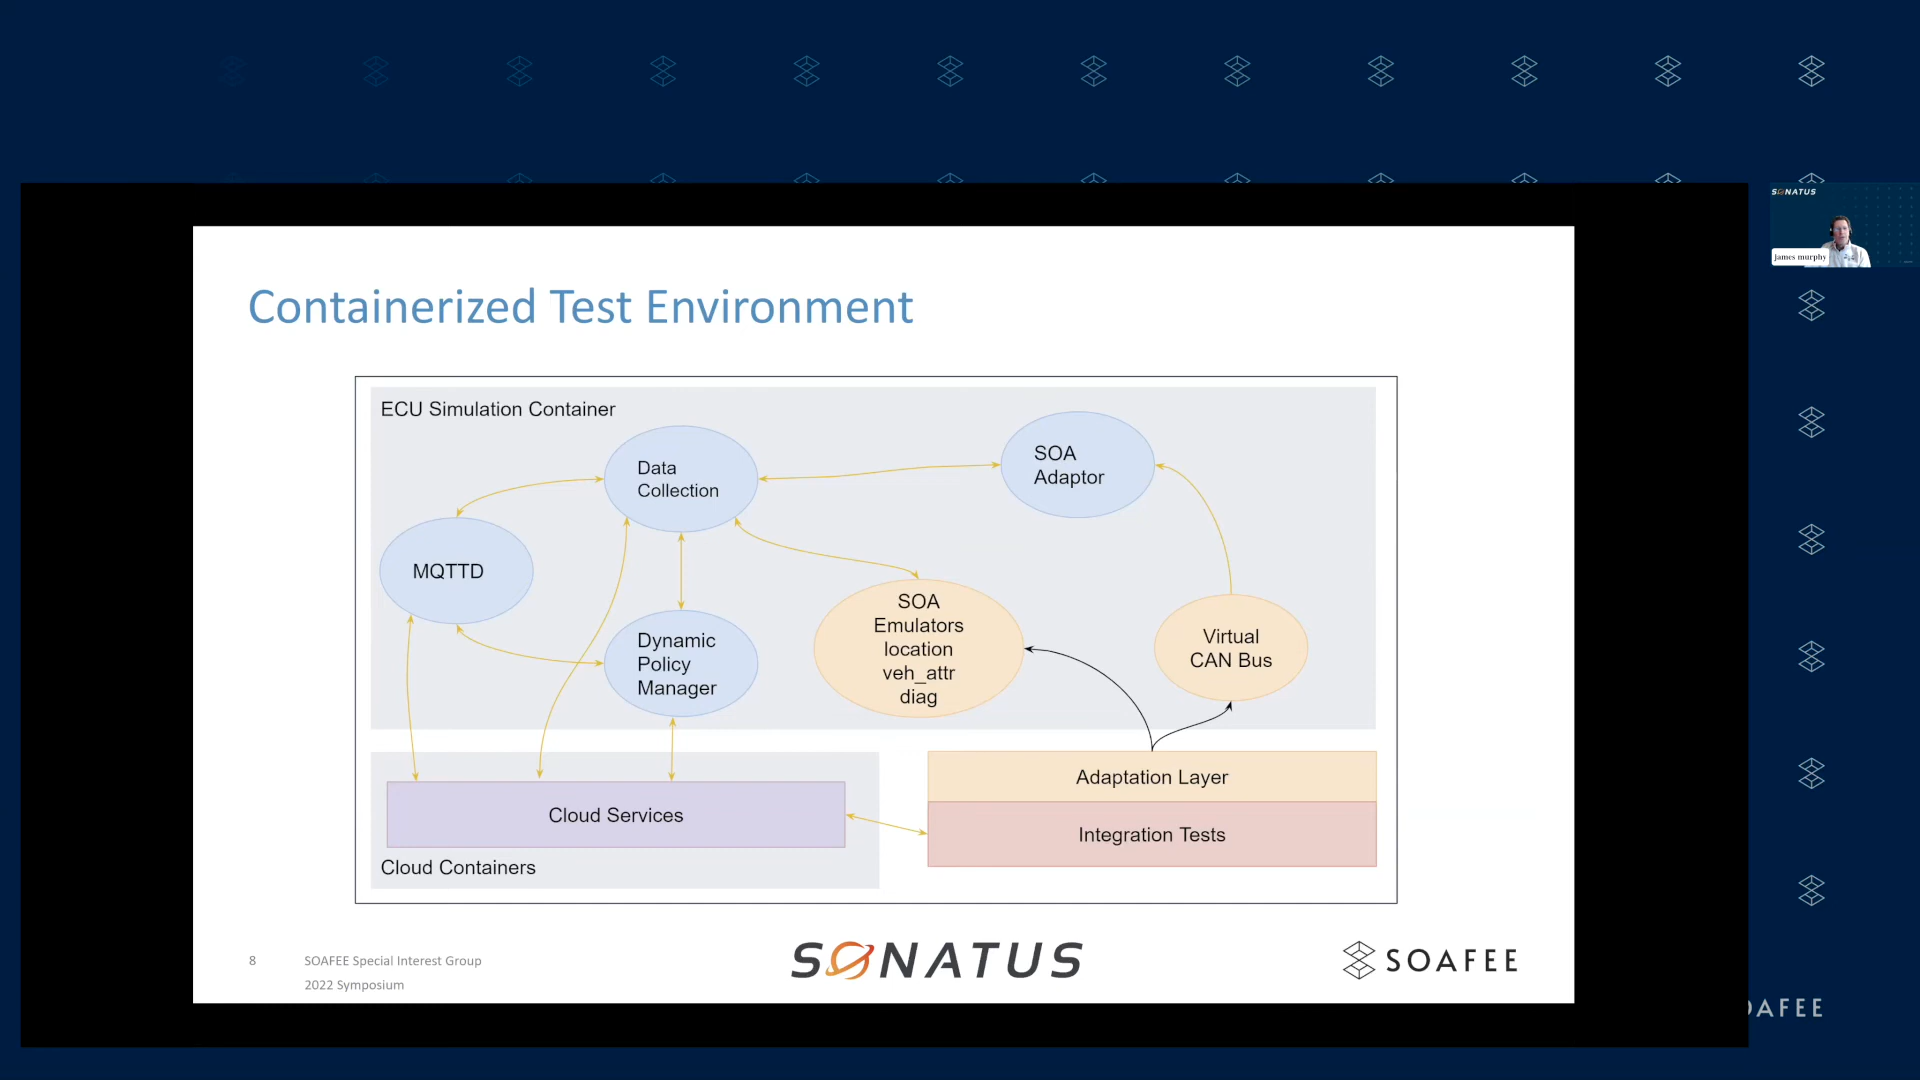 SONATUS
james murphy
Containerized Test Environment
ECU Simulation Container
Data
Collection
SOA
Adaptor
MQTTD
Dynamic
Policy
Manager
SOA
Emulators
location
veh_attr
diag
Virtual
CAN Bus
Adaptation Layer
Integration Tests
Cloud Services
Cloud Containers
8
SOAFEE Special Interest Group
2022 Symposium
SONATUS
SOAFEE
OAFEE